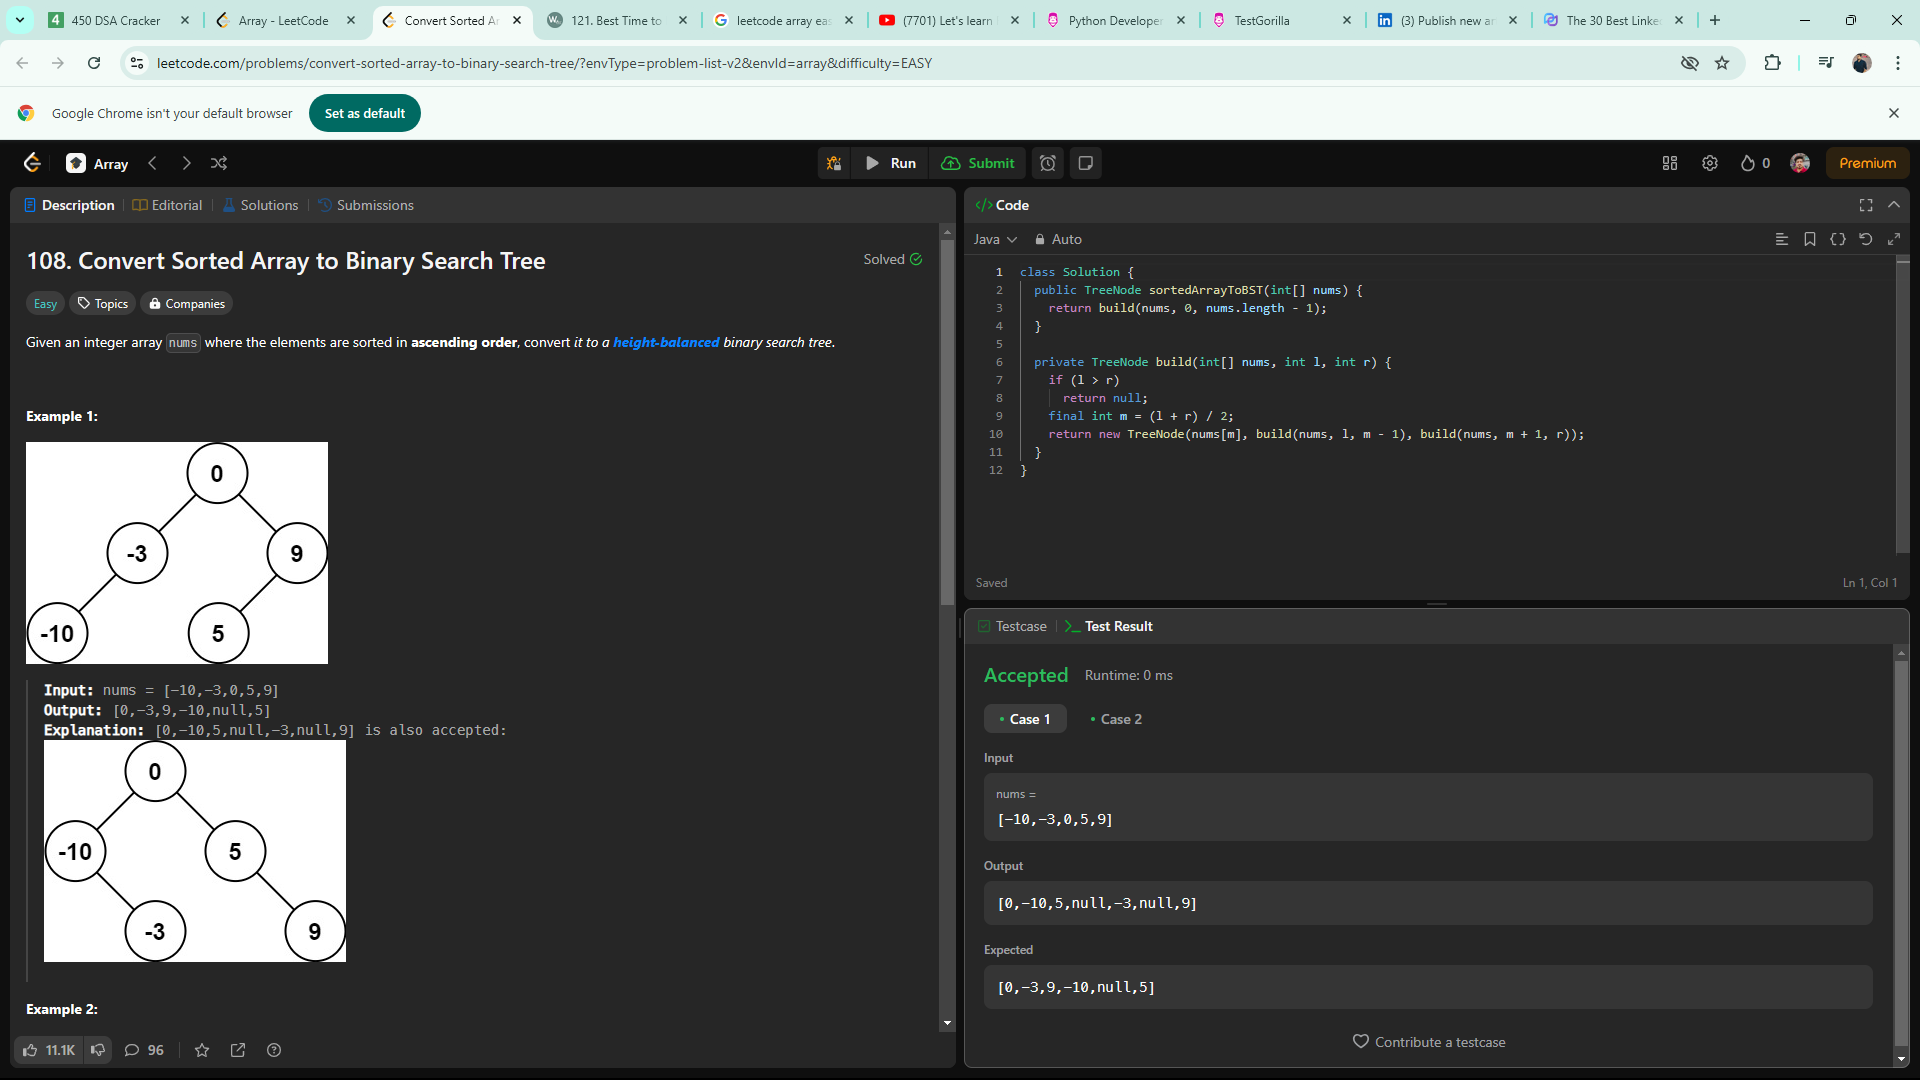 450 DSA Cracker
Array - LeetCode
Convert Sorted Ar
121. Best Time to
leetcode array eas
(7701) Let's learn
Python Developer
TestGorilla
(3) Publish new ar
The 30 Best Linke
leetcode.com/problems/convert-sorted-array-to-binary-search-tree/?envType=problem-list-v2&envId=array&difficulty=EASY
Google Chrome isn't your default browser
Set as default
Array
Run
Submit
0
Premium
Description
Editorial
Solutions
Submissions
108. Convert Sorted Array to Binary Search Tree
Solved
Easy
Topics
Companies
Given an integer array nums where the elements are sorted in ascending order, convert it to a height-balanced binary search tree.
Example 1:
0
-3 9
-10 5
Input: nums = [-10,-3,0,5,9]
Output: [0,-3,9,-10,null,5]
Explanation: [0,-10,5,null,-3,null,9] is also accepted:
0
-10 5
-3 9
Example 2:
11.1K
96
Code
Java
Auto
1 class Solution {
2 public TreeNode sortedArrayToBST(int[] nums) {
3 return build(nums, 0, nums.length - 1);
4 }
5
6 private TreeNode build(int[] nums, int l, int r) {
7 if (l > r)
8 return null;
9 final int m = (l + r) / 2;
10 return new TreeNode(nums[m], build(nums, l, m - 1), build(nums, m + 1, r));
11 }
12 }
Saved
Ln 1, Col 1
Testcase
Test Result
Accepted
Runtime: 0 ms
Case 1
Case 2
Input
nums =
[-10,-3,0,5,9]
Output
[0,-10,5,null,-3,null,9]
Expected
[0,-3,9,-10,null,5]
Contribute a testcase